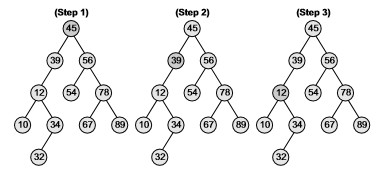 (Step 1) (Step 2) (Step 3)
45 45 45
39 56 39 56 39 56
12 54 78 12 54 78 12 54 78
10 34 67 89 10 34 67 89 10 34 67 89
32 32 32